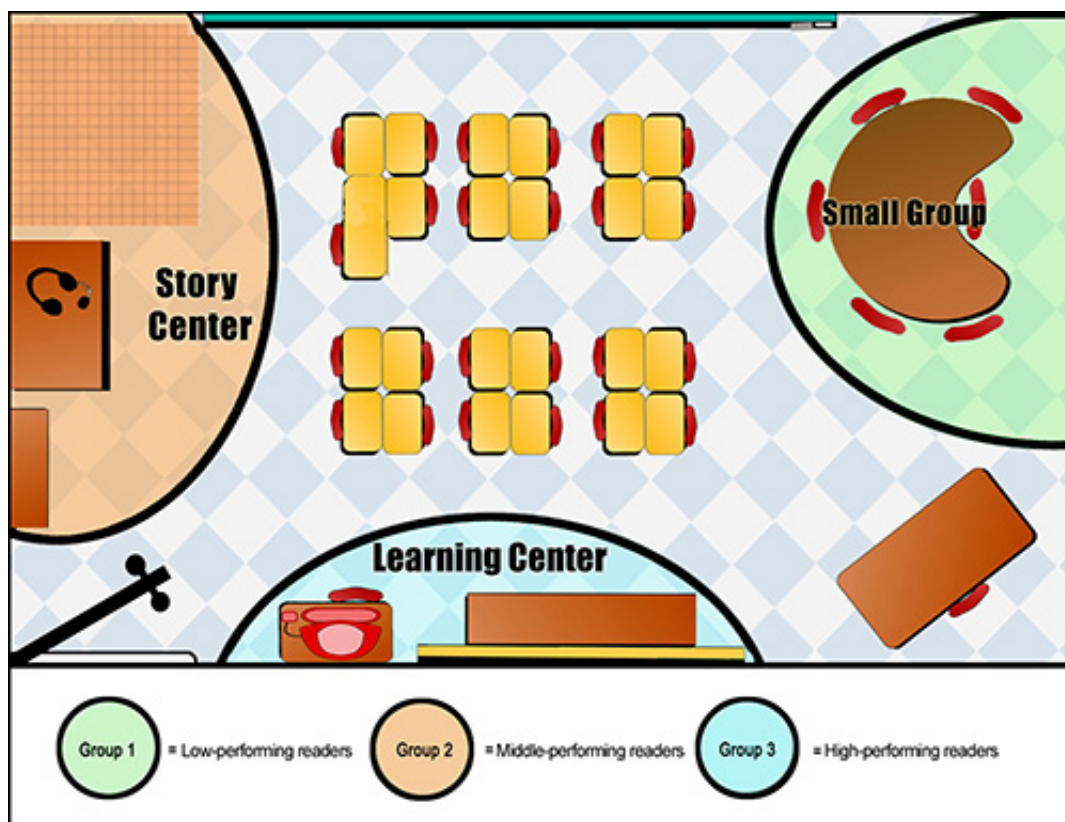 Small Group
Story
Center
Learning Center
Group 1 = Low-performing readers
Group 2 = Middle-performing readers
Group 3 = High-performing readers